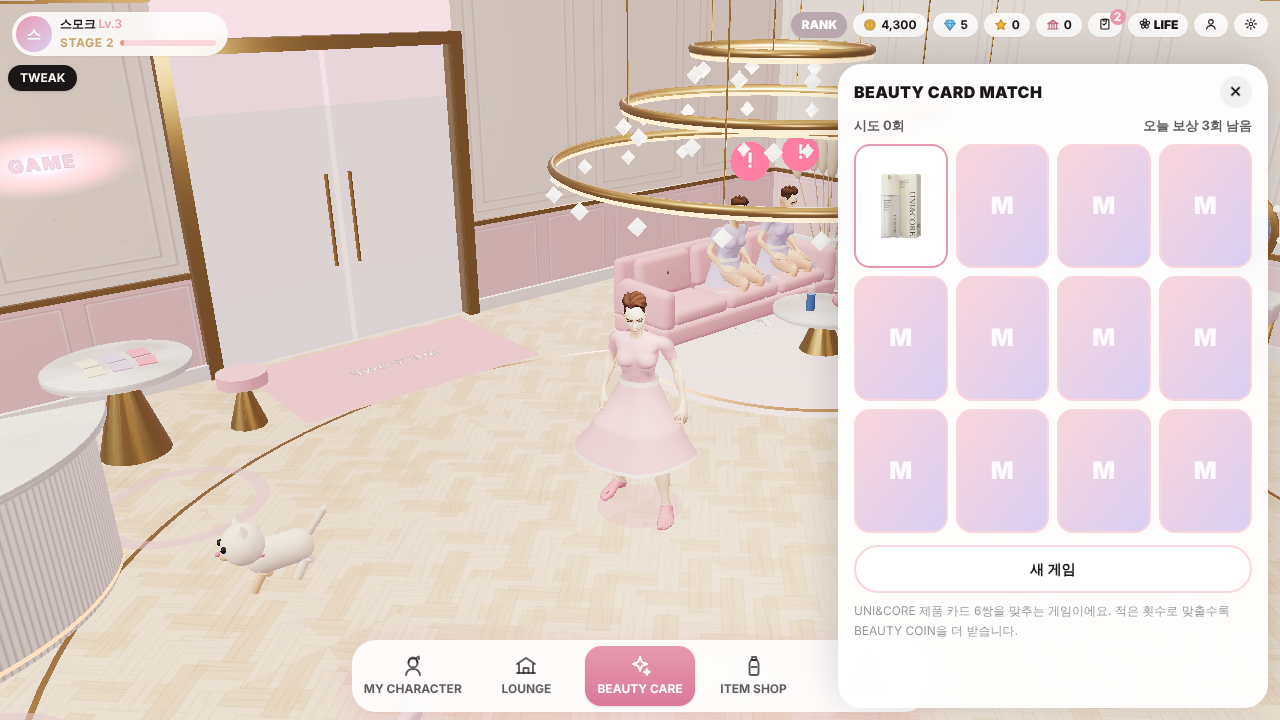 스
스모크 Lv.3
STAGE 2
RANK
4,300
5
0
0
2
LIFE
TWEAK
GAME
!
!
BEAUTY CARD MATCH
시도 0회
오늘 보상 3회 남음
UNI&CORE
M
M
M
M
M
M
M
M
M
M
M
새 게임
UNI&CORE 제품 카드 6쌍을 맞추는 게임이에요. 적은 횟수로 맞출수록
BEAUTY COIN을 더 받습니다.
MY CHARACTER
LOUNGE
BEAUTY CARE
ITEM SHOP